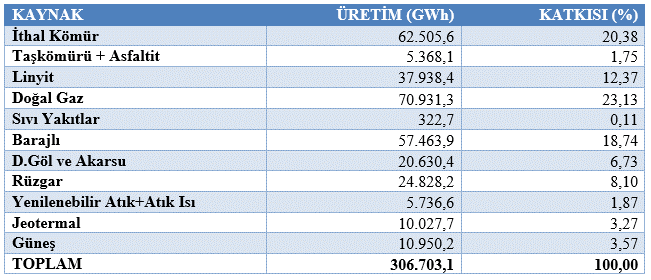 KAYNAK ÜRETİM (GWh) KATKISI (%)
İthal Kömür 62.505,6 20,38
Taşkömürü + Asfaltit 5.368,1 1,75
Linyit 37.938,4 12,37
Doğal Gaz 70.931,3 23,13
Sıvı Yakıtlar 322,7 0,11
Barajlı 57.463,9 18,74
D.Göl ve Akarsu 20.630,4 6,73
Rüzgar 24.828,2 8,10
Yenilenebilir Atık+Atık Isı 5.736,6 1,87
Jeotermal 10.027,7 3,27
Güneş 10.950,2 3,57
TOPLAM 306.703,1 100,00